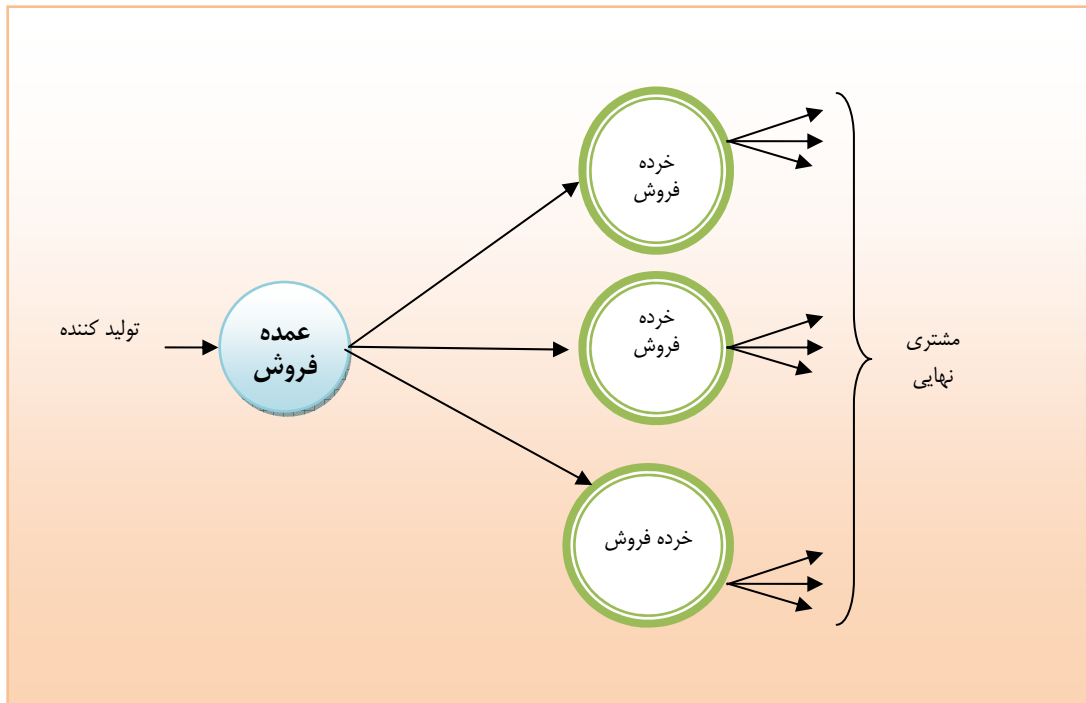 تولید کننده
عمده
فروش
خرده
فروش
خرده
فروش
خرده فروش
مشتری
نهایی